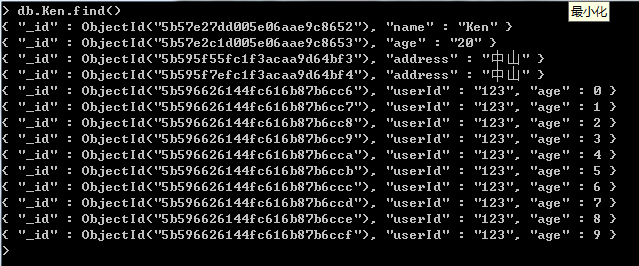 > db.Ken.find()
最小化
{ "_id" : ObjectId("5b57e27dd005e06aae9c8652"), "name" : "Ken" }
{ "_id" : ObjectId("5b57e2c1d005e06aae9c8653"), "age" : "20" }
{ "_id" : ObjectId("5b595f55fc1f3acaa9d64bf3"), "address" : "中山" }
{ "_id" : ObjectId("5b595f7efc1f3acaa9d64bf4"), "address" : "中山" }
{ "_id" : ObjectId("5b596626144fc616b87b6cc6"), "userId" : "123", "age" : 0 }
{ "_id" : ObjectId("5b596626144fc616b87b6cc7"), "userId" : "123", "age" : 1 }
{ "_id" : ObjectId("5b596626144fc616b87b6cc8"), "userId" : "123", "age" : 2 }
{ "_id" : ObjectId("5b596626144fc616b87b6cc9"), "userId" : "123", "age" : 3 }
{ "_id" : ObjectId("5b596626144fc616b87b6cca"), "userId" : "123", "age" : 4 }
{ "_id" : ObjectId("5b596626144fc616b87b6ccb"), "userId" : "123", "age" : 5 }
{ "_id" : ObjectId("5b596626144fc616b87b6ccc"), "userId" : "123", "age" : 6 }
{ "_id" : ObjectId("5b596626144fc616b87b6ccd"), "userId" : "123", "age" : 7 }
{ "_id" : ObjectId("5b596626144fc616b87b6cce"), "userId" : "123", "age" : 8 }
{ "_id" : ObjectId("5b596626144fc616b87b6ccf"), "userId" : "123", "age" : 9 }
>